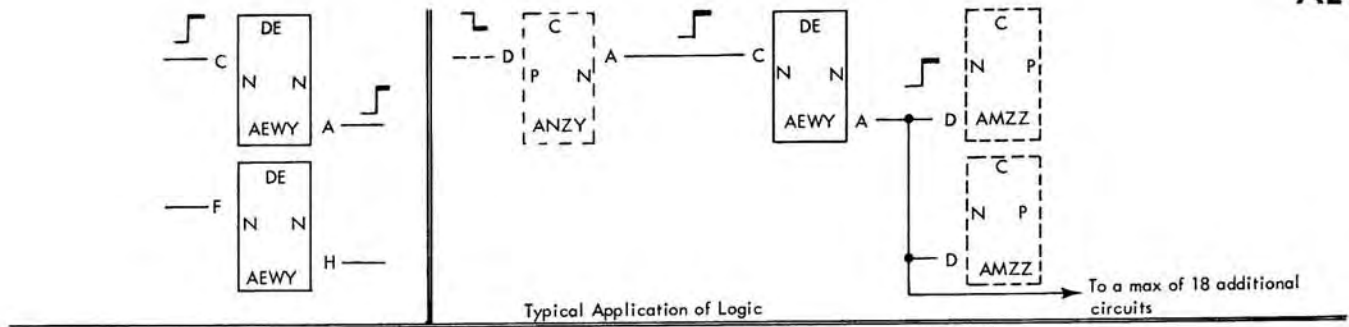 DE
C
N N
AEWY A
DE
F
N N
H
AEWY
C
D A
P N
ANZY
DE
C
N N
AEWY A
C
N P
D AMZZ
C
N P
D AMZZ
To a max of 18 additional
circuits
Typical Application of Logic